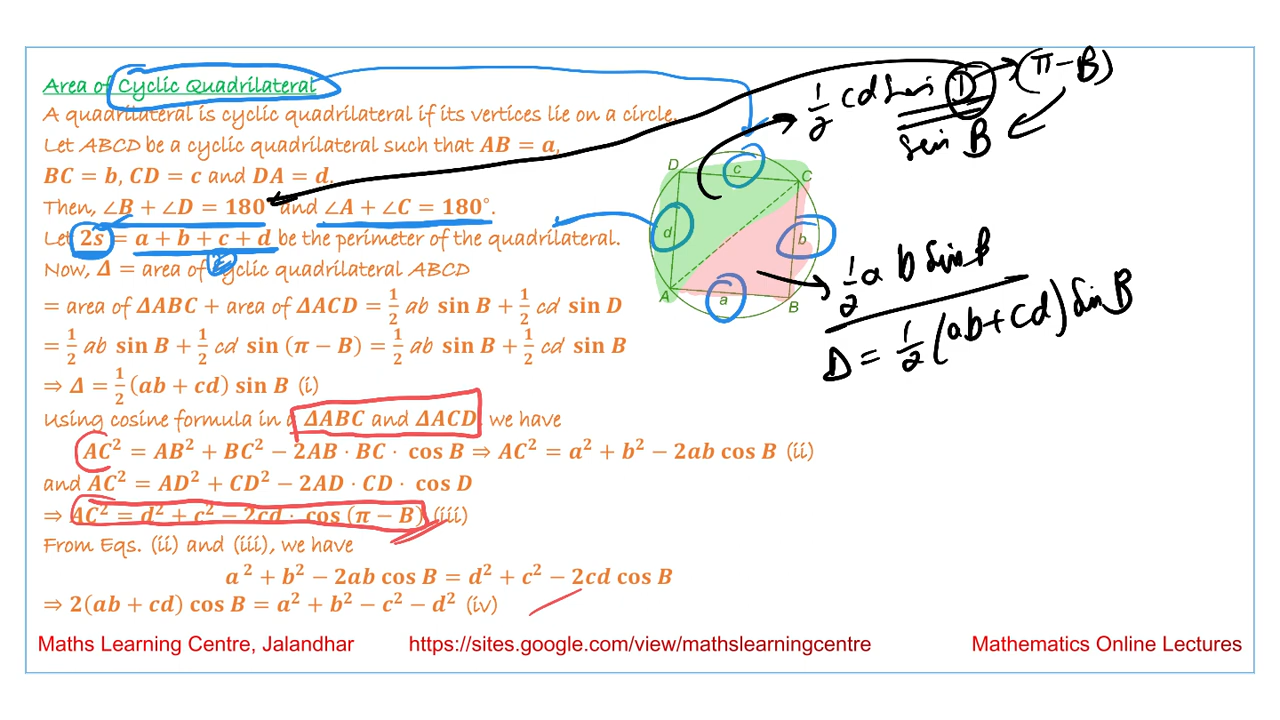 Area of Cyclic Quadrilateral
A quadrilateral is cyclic quadrilateral if its vertices lie on a circle.
Let ABCD be a cyclic quadrilateral such that AB = a,
BC = b, CD = c and DA = d.
Then, ∠B + ∠D = 180° and ∠A + ∠C = 180°.
Let 2s = a + b + c + d be the perimeter of the quadrilateral.
Now, Δ = area of cyclic quadrilateral ABCD
= area of ΔABC + area of ΔACD = 1/2 ab sin B + 1/2 cd sin D
= 1/2 ab sin B + 1/2 cd sin (π − B) = 1/2 ab sin B + 1/2 cd sin B
⇒ Δ = 1/2 (ab + cd) sin B (i)
Using cosine formula in ΔABC and ΔACD, we have
AC² = AB² + BC² − 2AB · BC · cos B ⇒ AC² = a² + b² − 2ab cos B (ii)
and AC² = AD² + CD² − 2AD · CD · cos D
⇒ AC² = d² + c² − 2cd · cos (π − B) (iii)
From Eqs. (ii) and (iii), we have
a² + b² − 2ab cos B = d² + c² − 2cd cos B
⇒ 2(ab + cd) cos B = a² + b² − c² − d² (iv)
1/2 cd sin D (π − B)
sin B
D c C
d b
A a B
1/2 a b sin B
D = 1/2 (ab + cd) sin B
Maths Learning Centre, Jalandhar https://sites.google.com/view/mathslearningcentre Mathematics Online Lectures